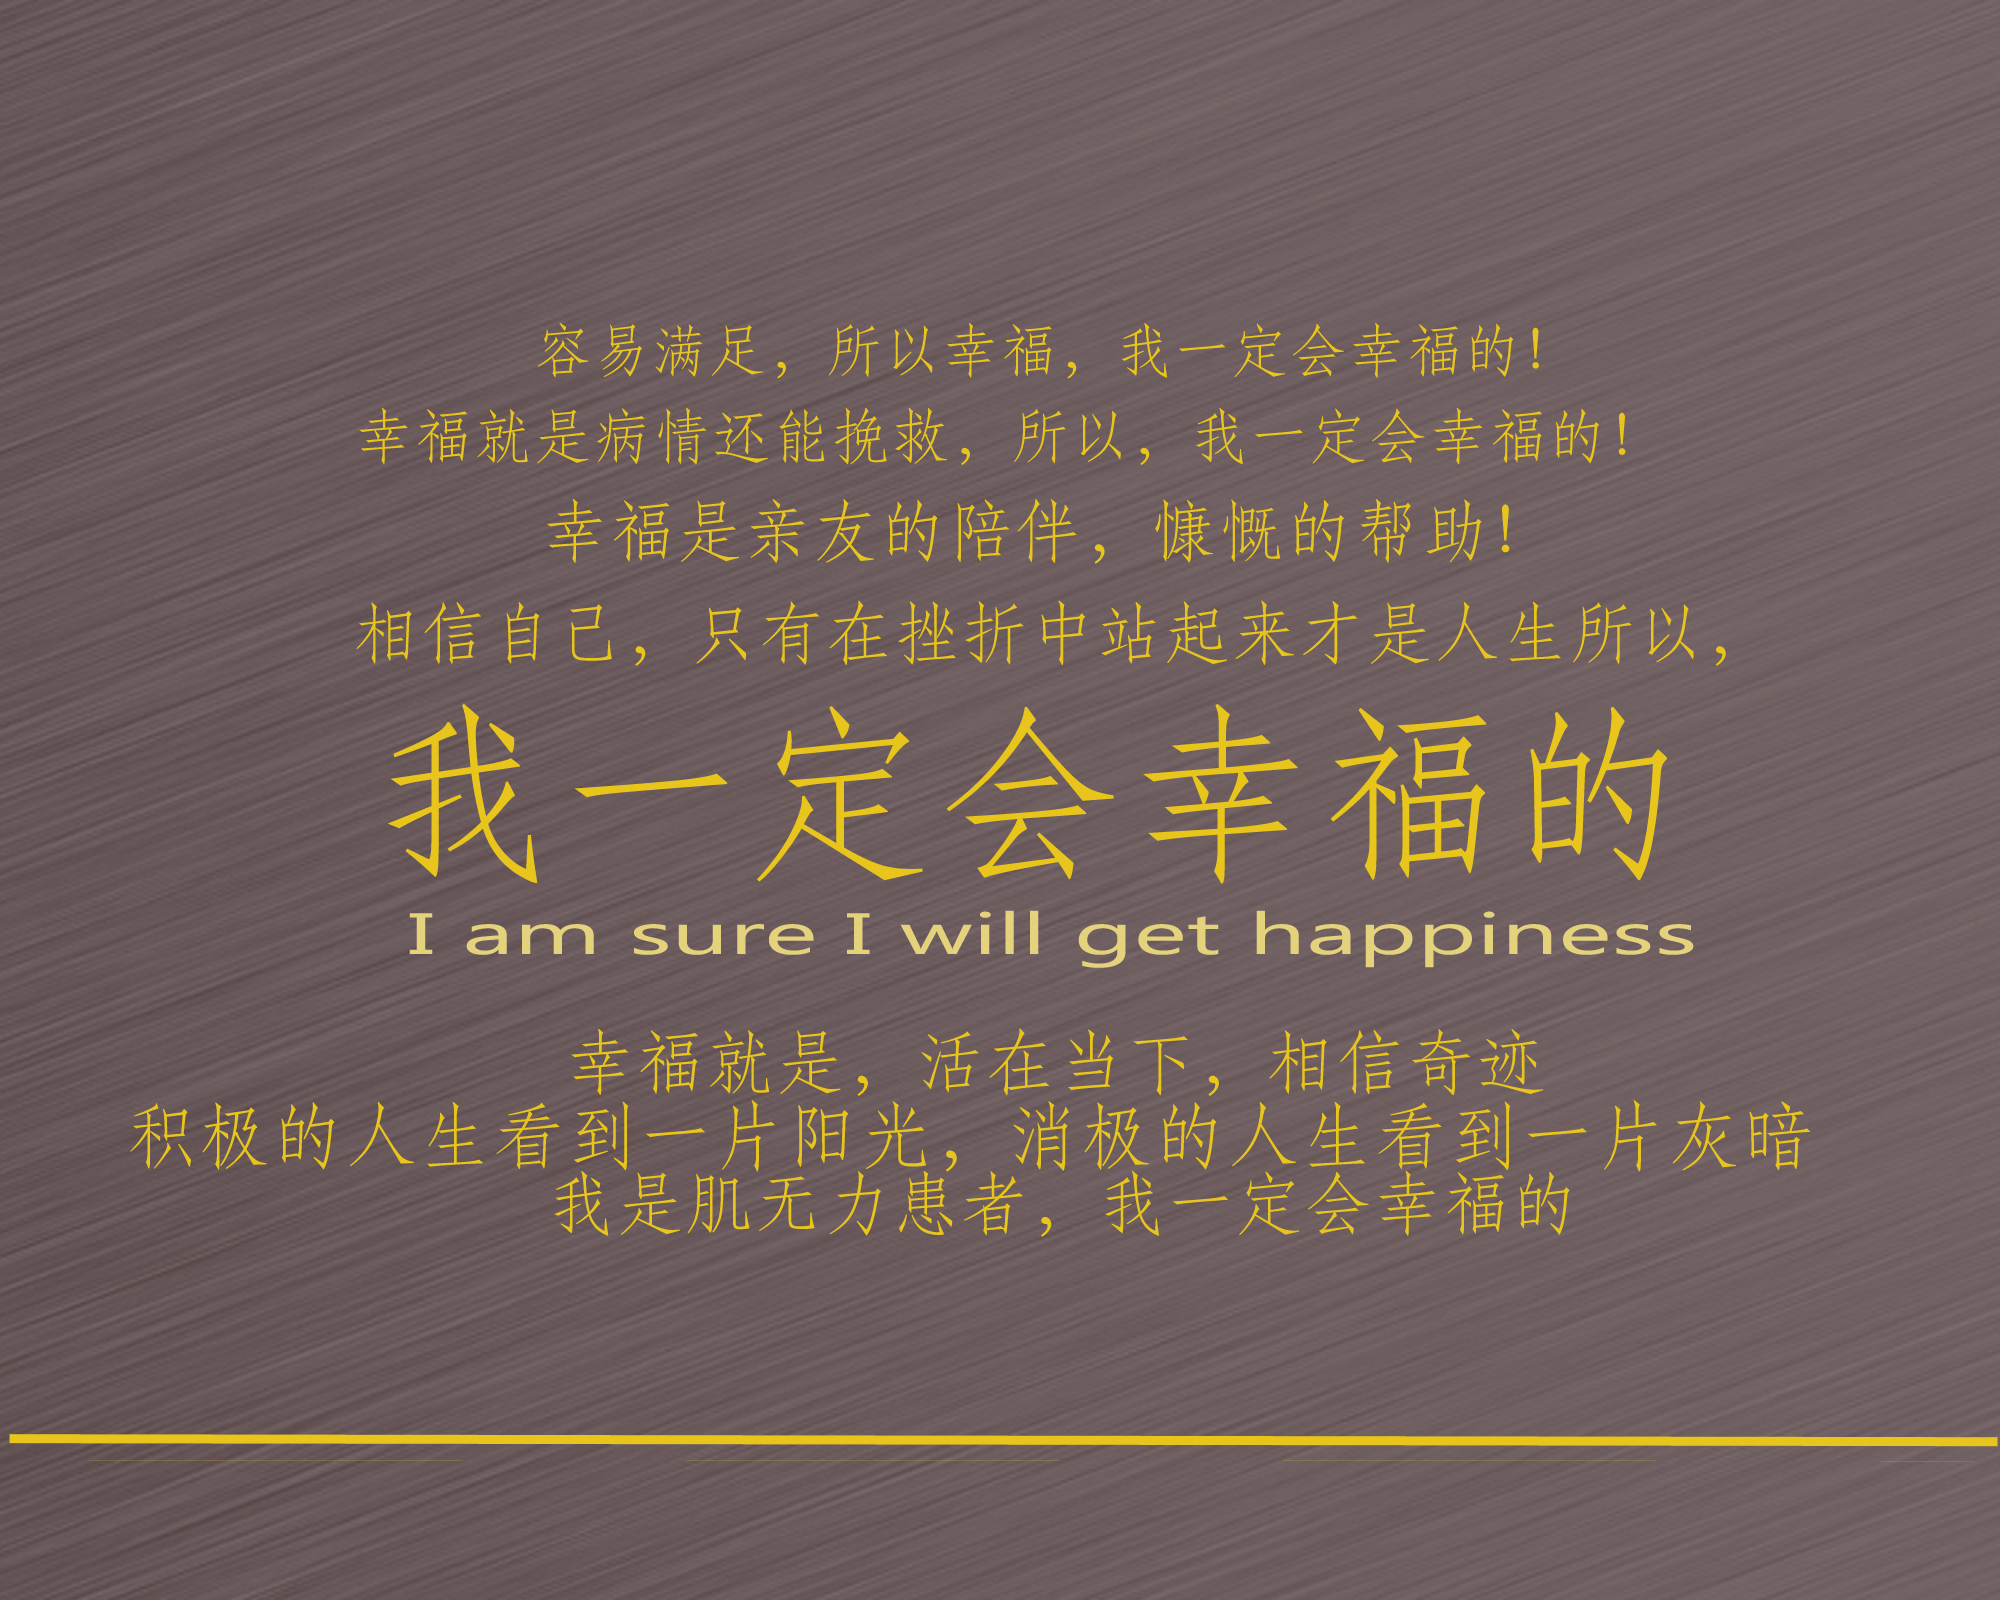 容易满足，所以幸福，我一定会幸福的！
幸福就是病情还能挽救，所以，我一定会幸福的！
幸福是亲友的陪伴，慷慨的帮助！
相信自己，只有在挫折中站起来才是人生所以，
我一定会幸福的
I am sure I will get happiness
幸福就是，活在当下，相信奇迹
积极的人生看到一片阳光，消极的人生看到一片灰暗
我是肌无力患者，我一定会幸福的